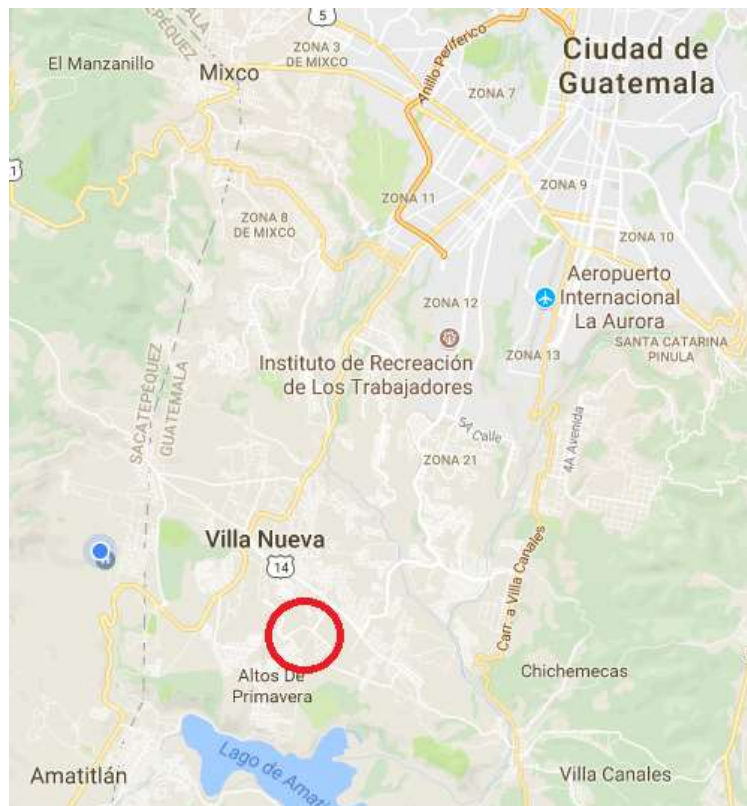 5
ZONA 3
DE MIXCO
El Manzanillo
Mixco
Anillo Periferico
Ciudad de
Guatemala
ZONA 7
1
ZONA 11
ZONA 9
ZONA 8
DE MIXCO
ZONA 10
Aeropuerto
Internacional
La Aurora
ZONA 12
SANTA CATARINA
PINULA
Instituto de Recreación
de Los Trabajadores
ZONA 13
SACATEPÉQUEZ
GUATEMALA
5A Calle
4A Avenida
ZONA 21
Villa Nueva
14
Carr. a Villa Canales
Altos De
Primavera
Chichemecas
Lago de Amati
Amatitlán
Villa Canales